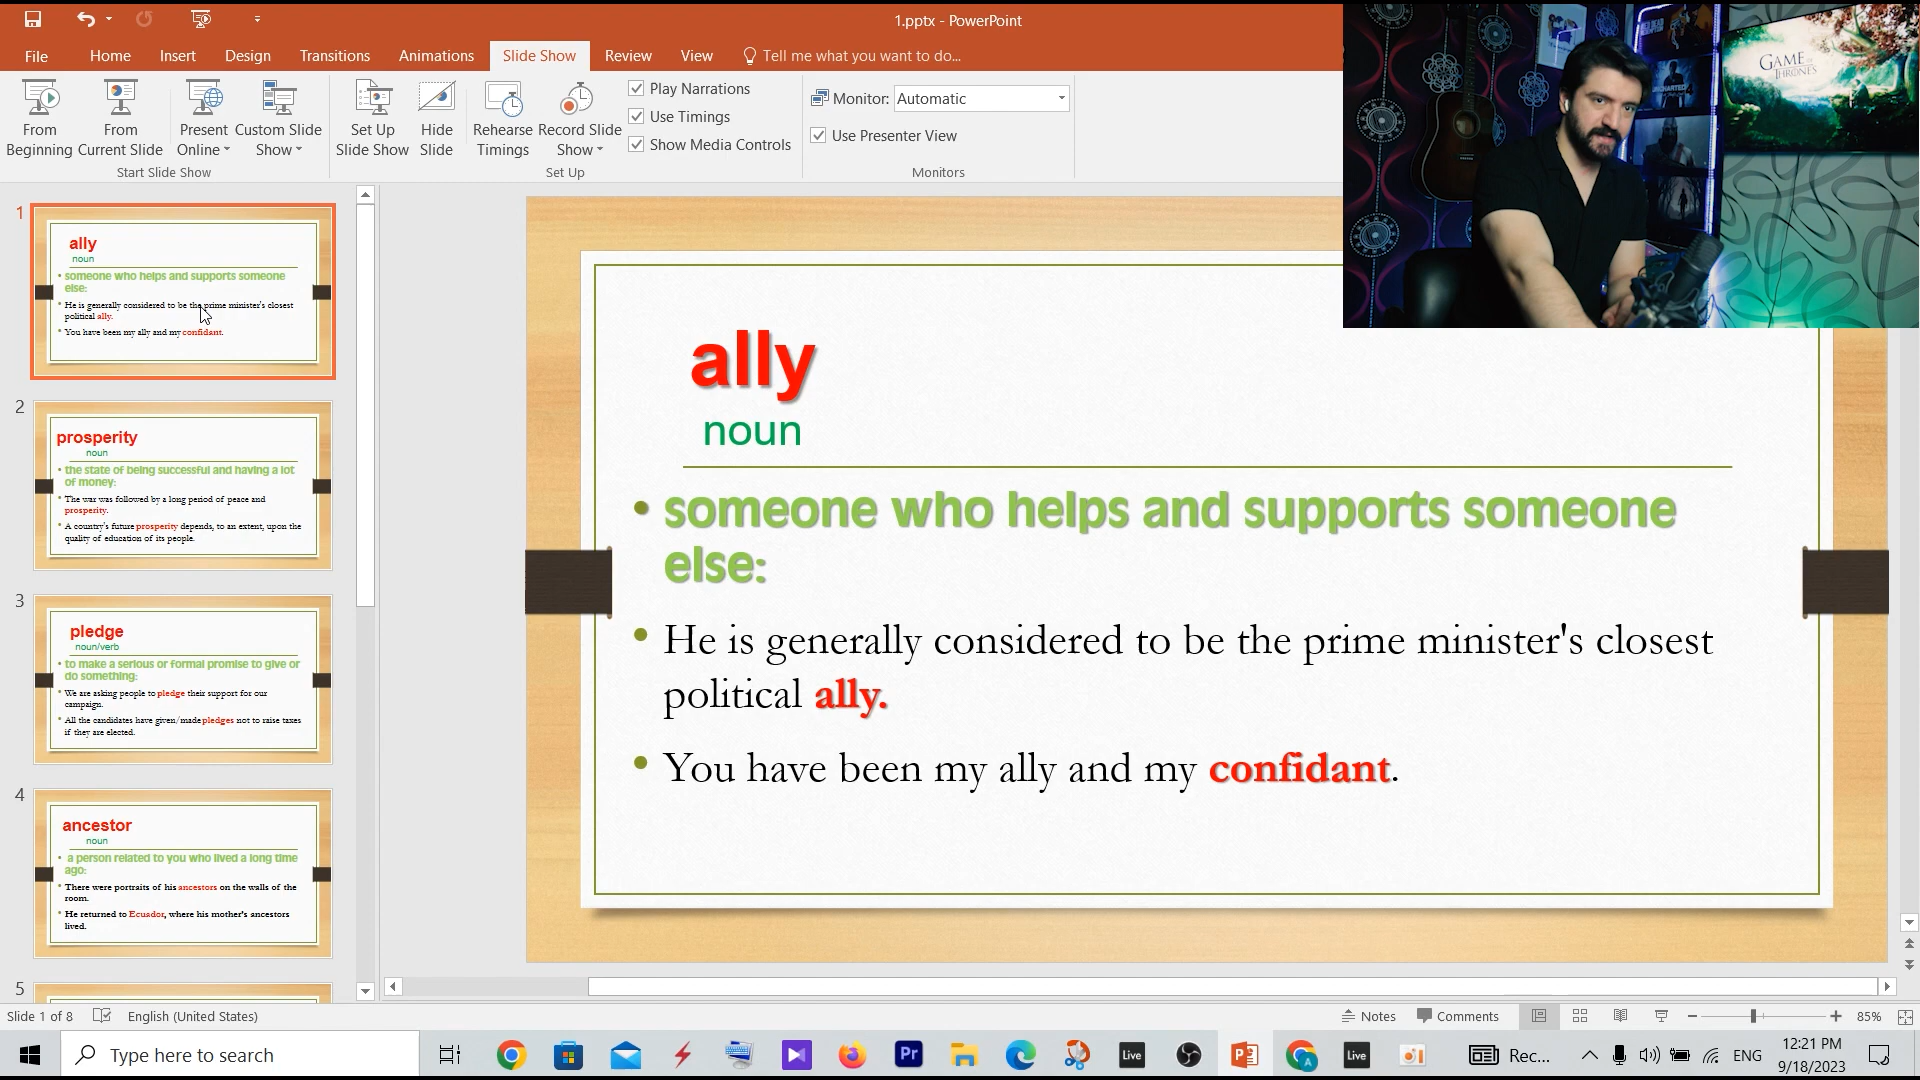 1.pptx - PowerPoint
File Home Insert Design Transitions Animations Slide Show Review View Tell me what you want to do...
From Beginning
From Current Slide
Present Online
Custom Slide Show
Set Up Slide Show
Hide Slide
Rehearse Timings
Record Slide Show
Play Narrations
Use Timings
Show Media Controls
Monitor: Automatic
Use Presenter View
Start Slide Show
Set Up
Monitors
GAME OF THRONES
UNCHARTED
1
ally
noun
• someone who helps and supports someone
else:
• He is generally considered to be the prime minister's closest
political ally.
• You have been my ally and my confidant.
2
prosperity
noun
• the state of being successful and having a lot
of money:
• The war was followed by a long period of peace and
prosperity.
• A country's future prosperity depends, to an extent, upon the
quality of education of its people.
3
pledge
noun/verb
• to make a serious or formal promise to give or
do something:
• We are asking people to pledge their support for our
campaign.
• All the candidates have given/made pledges not to raise taxes
if they are elected.
4
ancestor
noun
• a person related to you who lived a long time
ago:
• There were portraits of his ancestors on the walls of the
room.
• He returned to Ecuador, where his mother's ancestors
lived.
5
ally
noun
• someone who helps and supports someone
else:
• He is generally considered to be the prime minister's closest
political ally.
• You have been my ally and my confidant.
Slide 1 of 8 English (United States) Notes Comments 85%
Type here to search
Pr
Live
Live
Rec...
ENG
12:21 PM
9/18/2023